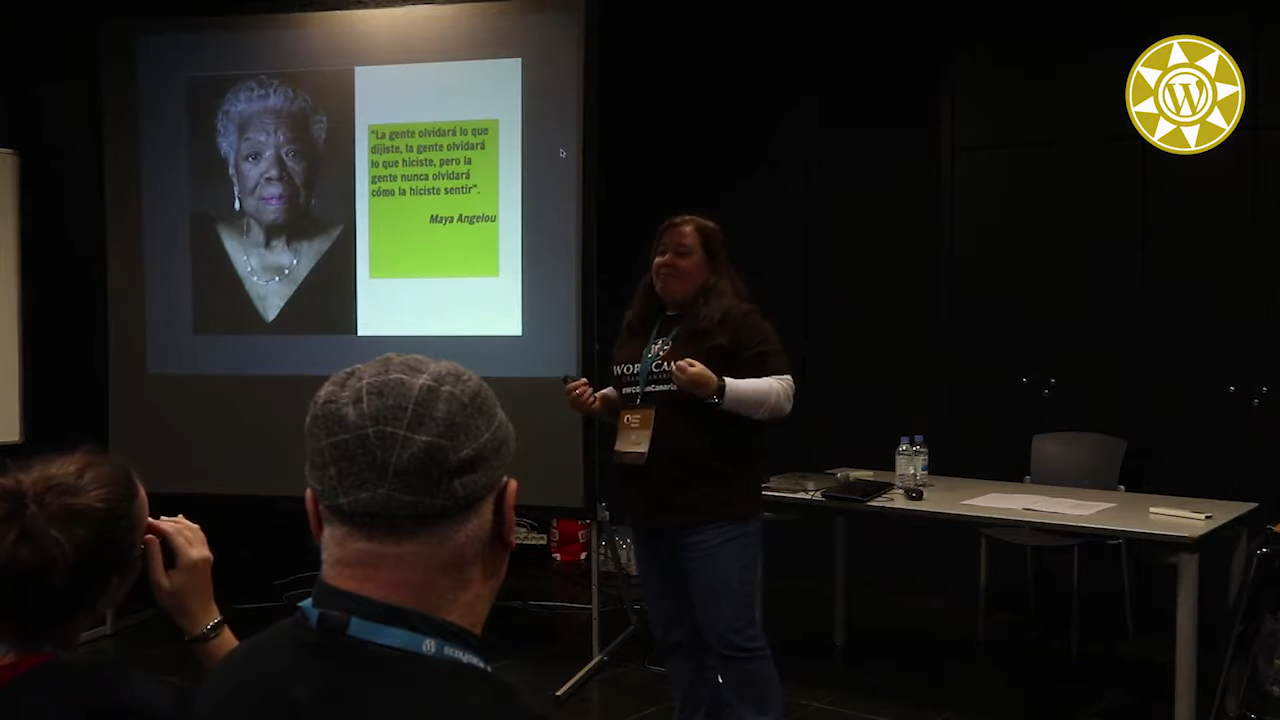 "La gente olvidará lo que
dijiste, la gente olvidará
lo que hiciste, pero la
gente nunca olvidará
cómo la hiciste sentir".
Maya Angelou
W